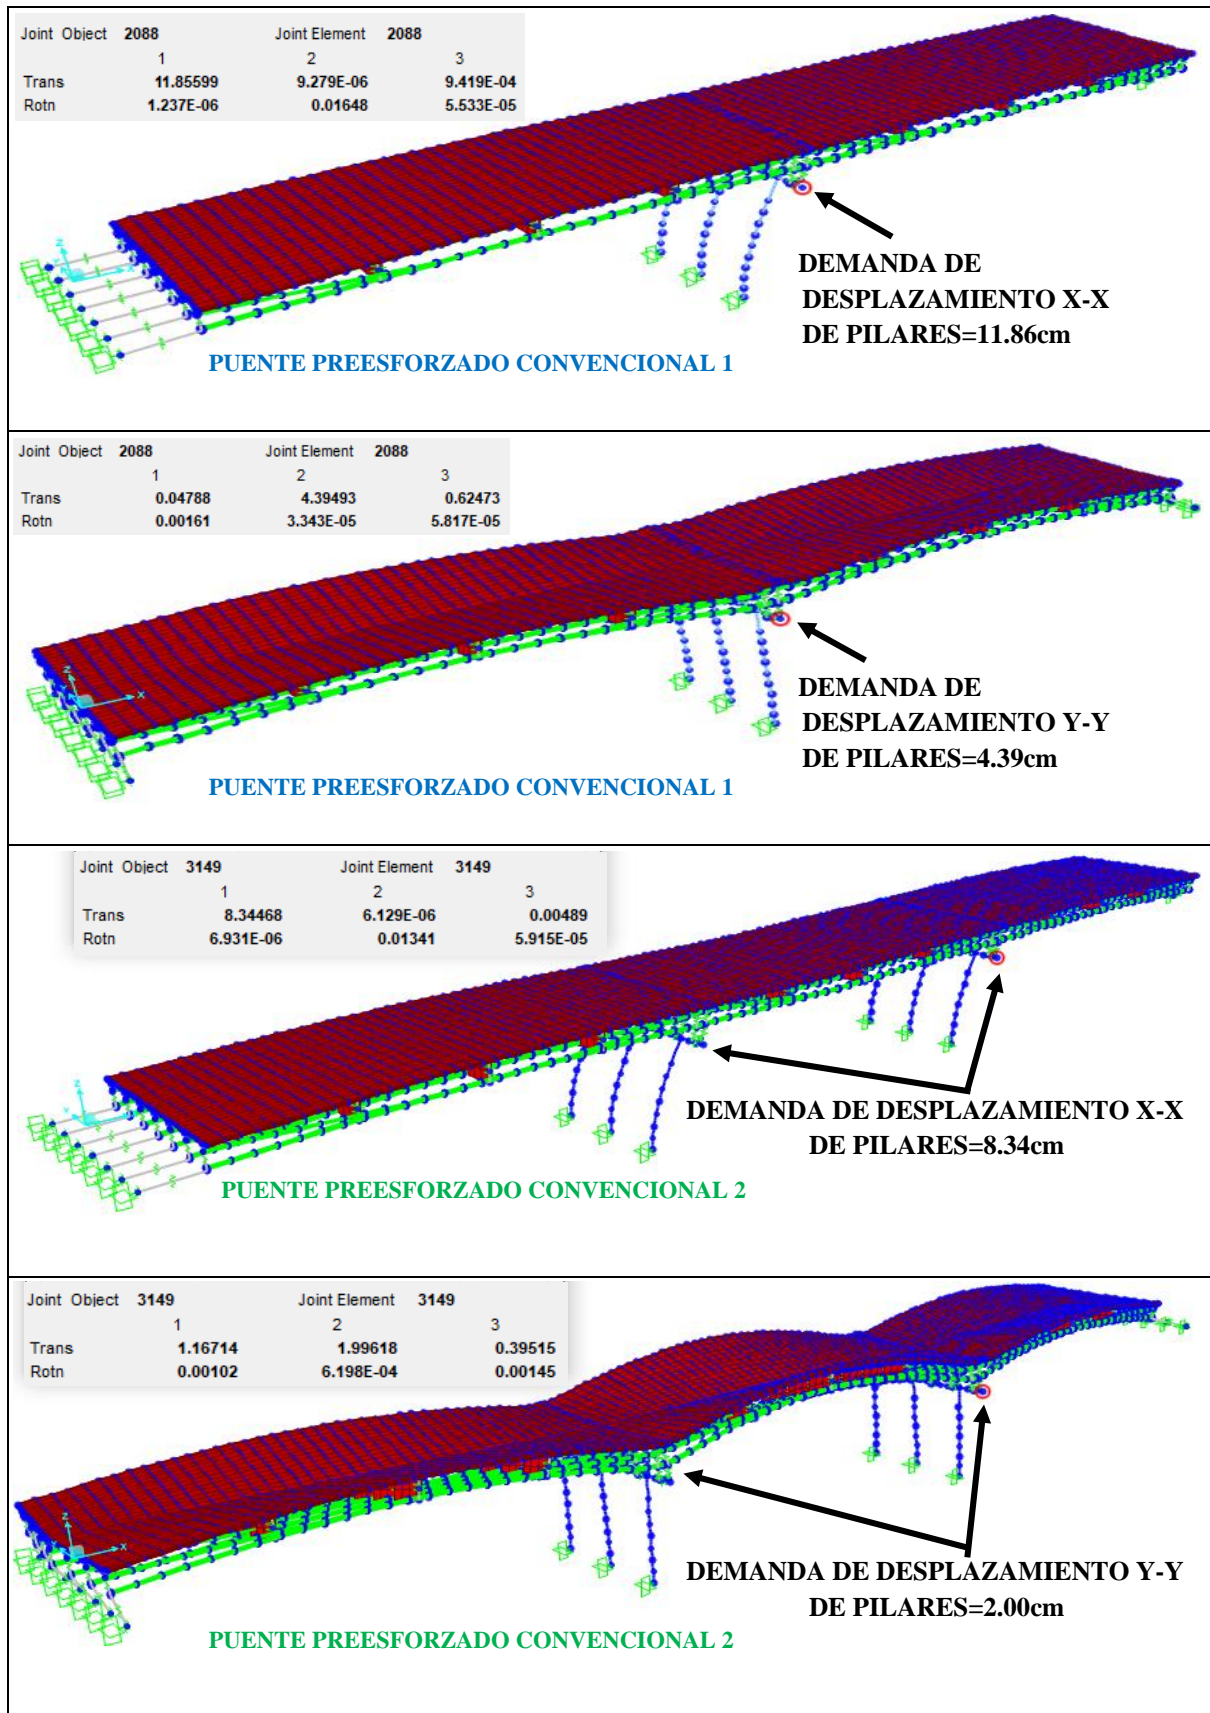 Joint Object 2088 Joint Element 2088
1 2 3
Trans 11.85599 9.279E-06 9.419E-04
Rotn 1.237E-06 0.01648 5.533E-05
DEMANDA DE
DESPLAZAMIENTO X-X
DE PILARES=11.86cm
PUENTE PREESFORZADO CONVENCIONAL 1
Joint Object 2088 Joint Element 2088
1 2 3
Trans 0.04788 4.39493 0.62473
Rotn 0.00161 3.343E-05 5.817E-05
DEMANDA DE
DESPLAZAMIENTO Y-Y
DE PILARES=4.39cm
PUENTE PREESFORZADO CONVENCIONAL 1
Joint Object 3149 Joint Element 3149
1 2 3
Trans 8.34468 6.129E-06 0.00489
Rotn 6.931E-06 0.01341 5.915E-05
DEMANDA DE DESPLAZAMIENTO X-X
DE PILARES=8.34cm
PUENTE PREESFORZADO CONVENCIONAL 2
Joint Object 3149 Joint Element 3149
1 2 3
Trans 1.16714 1.99618 0.39515
Rotn 0.00102 6.198E-04 0.00145
DEMANDA DE DESPLAZAMIENTO Y-Y
DE PILARES=2.00cm
PUENTE PREESFORZADO CONVENCIONAL 2